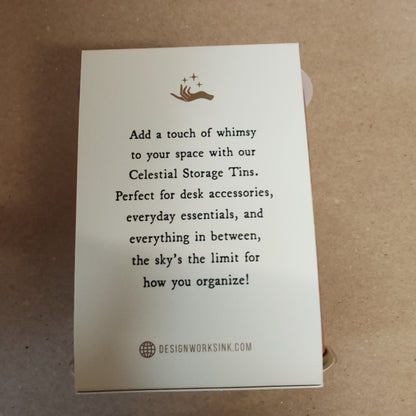 Add a touch of whimsy
to your space with our
Celestial Storage Tins.
Perfect for desk accessories,
everyday essentials, and
everything in between,
the sky's the limit for
how you organize!
DESIGNWORKSINK.COM